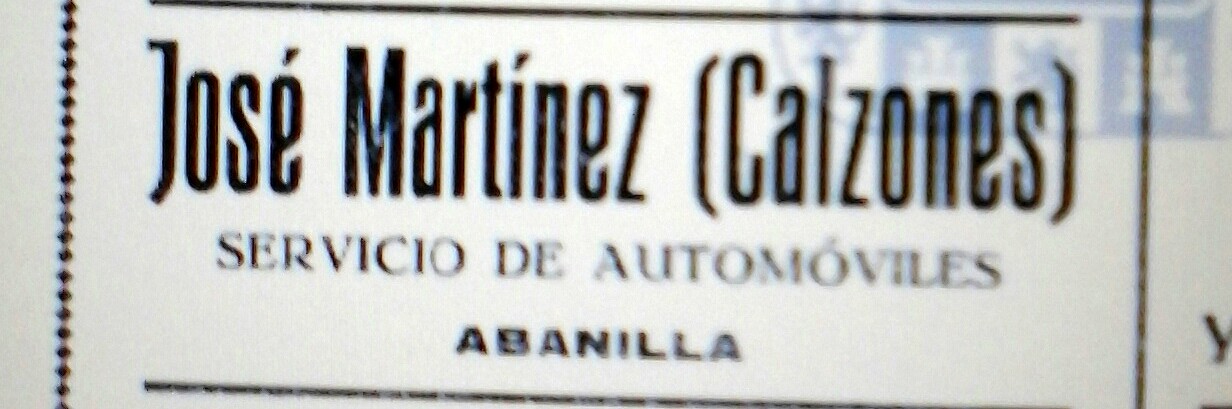 José Martínez (Calzones)
SERVICIO DE AUTOMÓVILES
ABANILLA
y